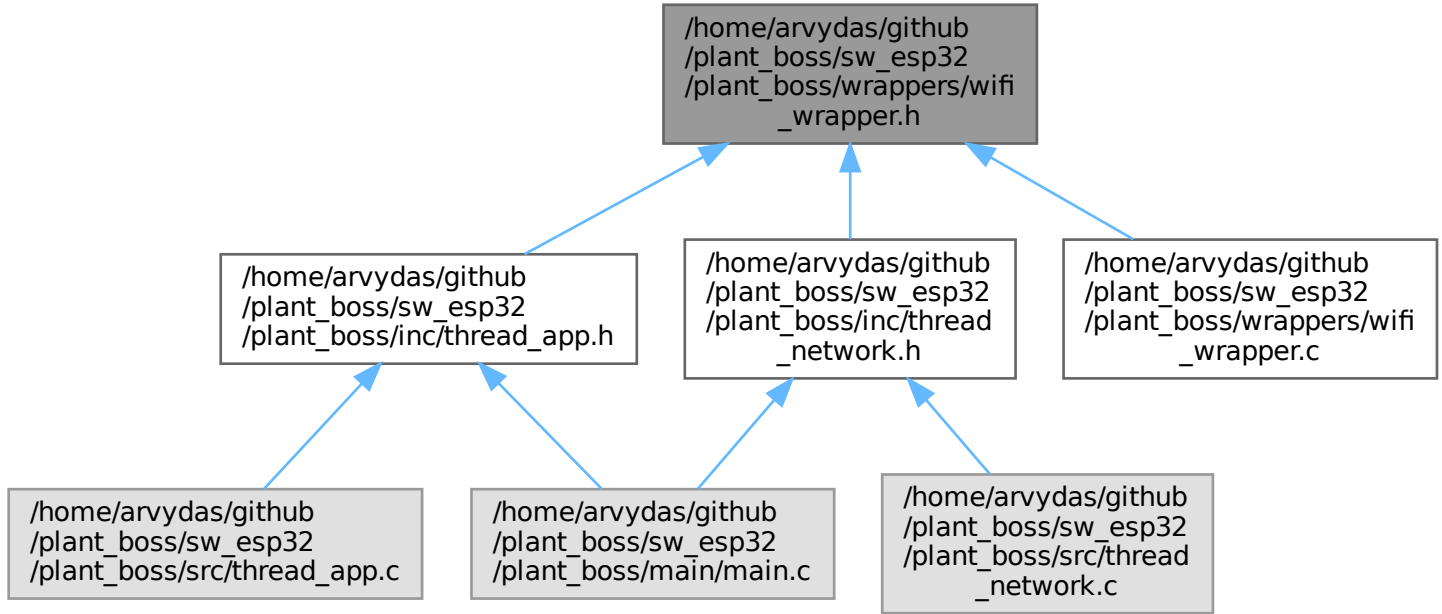 /home/arvydas/github
/plant_boss/sw_esp32
/plant_boss/wrappers/wifi
_wrapper.h
/home/arvydas/github
/plant_boss/sw_esp32
/plant_boss/inc/thread_app.h
/home/arvydas/github
/plant_boss/sw_esp32
/plant_boss/inc/thread
_network.h
/home/arvydas/github
/plant_boss/sw_esp32
/plant_boss/wrappers/wifi
_wrapper.c
/home/arvydas/github
/plant_boss/sw_esp32
/plant_boss/src/thread_app.c
/home/arvydas/github
/plant_boss/sw_esp32
/plant_boss/main/main.c
/home/arvydas/github
/plant_boss/sw_esp32
/plant_boss/src/thread
_network.c